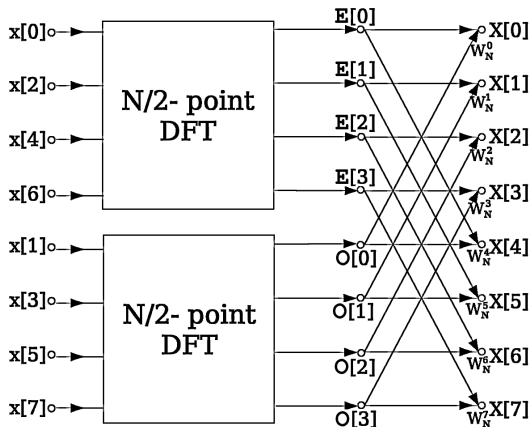 x[0]
x[2]
x[4]
x[6]
N/2- point
DFT
E[0]
E[1]
E[2]
E[3]
x[1]
x[3]
x[5]
x[7]
N/2- point
DFT
O[0]
O[1]
O[2]
O[3]
X[0]
W_N^0
X[1]
W_N^1
X[2]
W_N^2
X[3]
W_N^3
X[4]
W_N^4
X[5]
W_N^5
X[6]
W_N^6
X[7]
W_N^7